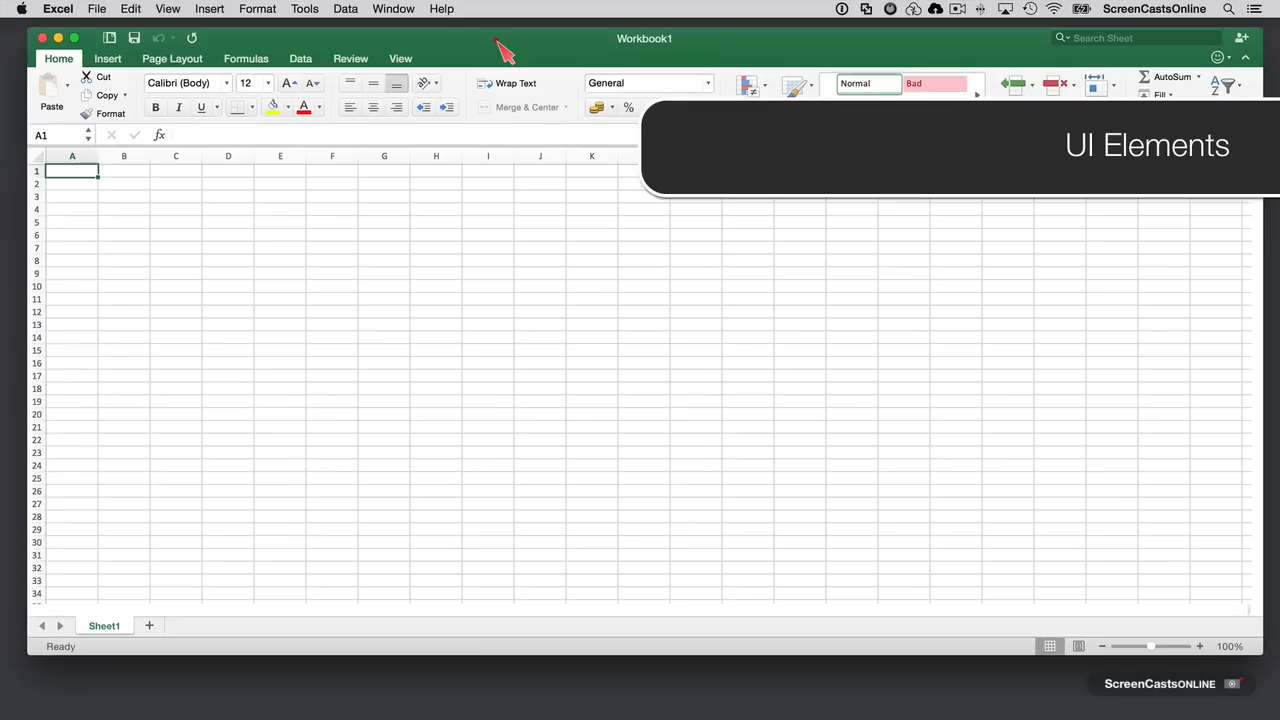 Excel File Edit View Insert Format Tools Data Window Help ScreenCastsOnline
Workbook1 Search Sheet
Home Insert Page Layout Formulas Data Review View
Paste Cut Calibri (Body) 12 Wrap Text General Normal Bad AutoSum
Copy B I U A Merge & Center % Fill
Format
A1 fx
UI Elements
A B C D E F G H I J K
1
2
3
4
5
6
7
8
9
10
11
12
13
14
15
16
17
18
19
20
21
22
23
24
25
26
27
28
29
30
31
32
33
34
Sheet1 +
Ready 100%
ScreenCastsONLINE